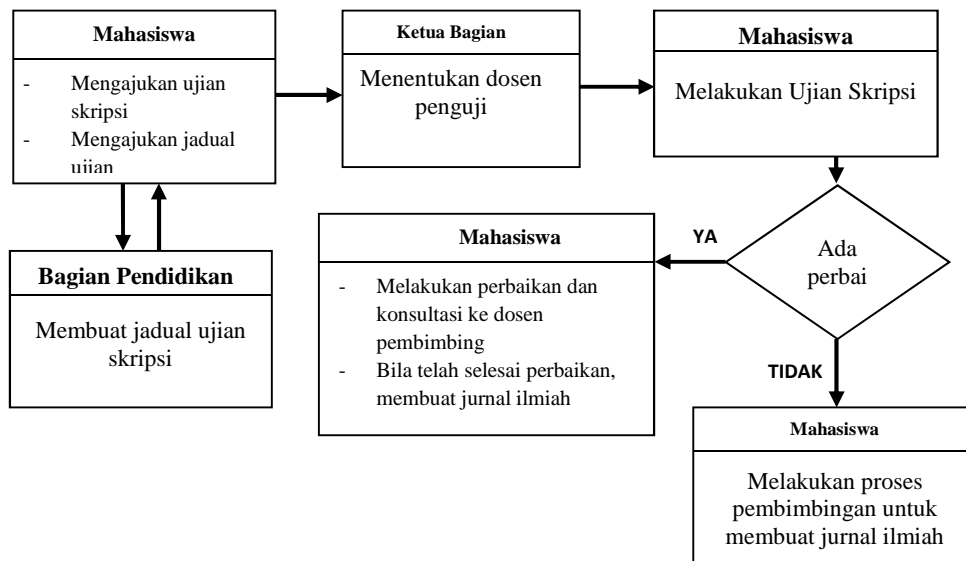 Mahasiswa
- Mengajukan ujian
skripsi
- Mengajukan jadual
ujian
Ketua Bagian
Menentukan dosen
penguji
Mahasiswa
Melakukan Ujian Skripsi
Bagian Pendidikan
Membuat jadual ujian
skripsi
Mahasiswa
- Melakukan perbaikan dan
konsultasi ke dosen
pembimbing
- Bila telah selesai perbaikan,
membuat jurnal ilmiah
YA
Ada
perbai
TIDAK
Mahasiswa
Melakukan proses
pembimbingan untuk
membuat jurnal ilmiah